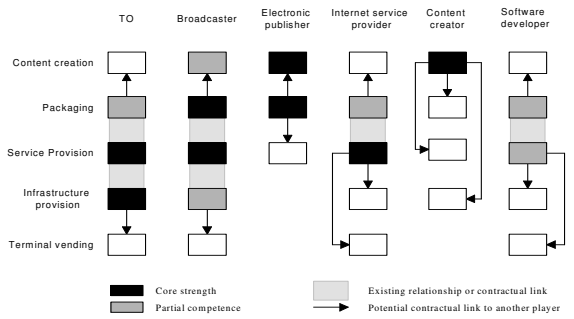 TO
Broadcaster
Electronic
publisher
Internet service
provider
Content
creator
Software
developer
Content creation
Packaging
Service Provision
Infrastructure
provision
Terminal vending
Core strength
Partial competence
Existing relationship or contractual link
Potential contractual link to another player